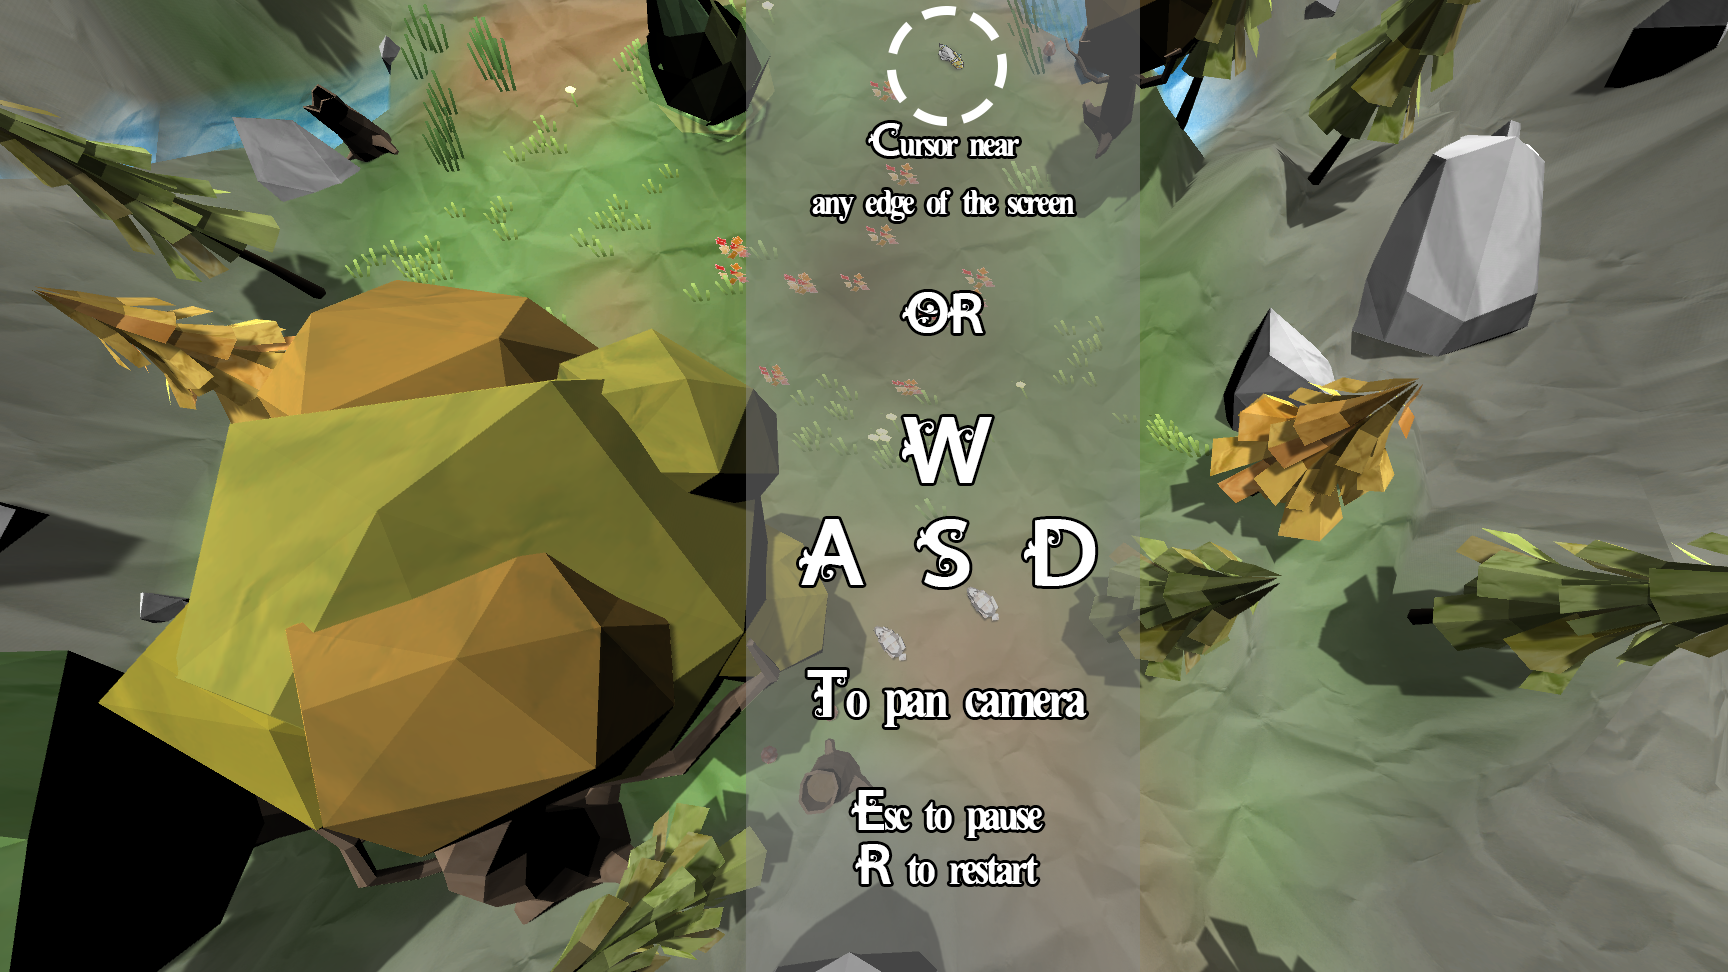 Cursor near
any edge of the screen
OR
W
A S D
To pan camera
Esc to pause
R to restart